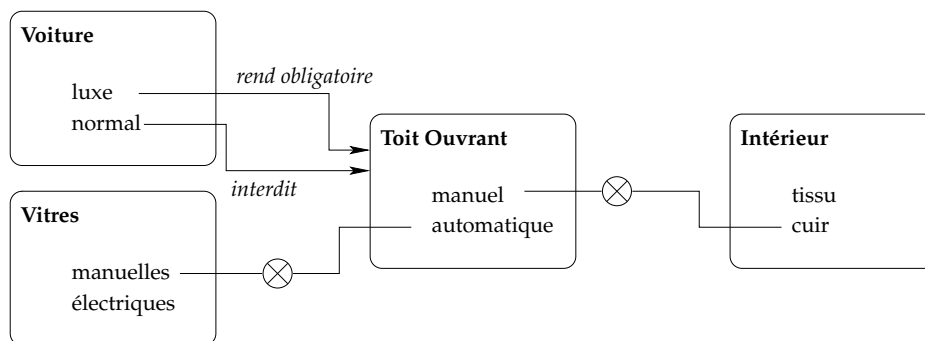 Voiture
luxe
normal
rend obligatoire
interdit
Vitres
manuelles
électriques
Toit Ouvrant
manuel
automatique
Intérieur
tissu
cuir